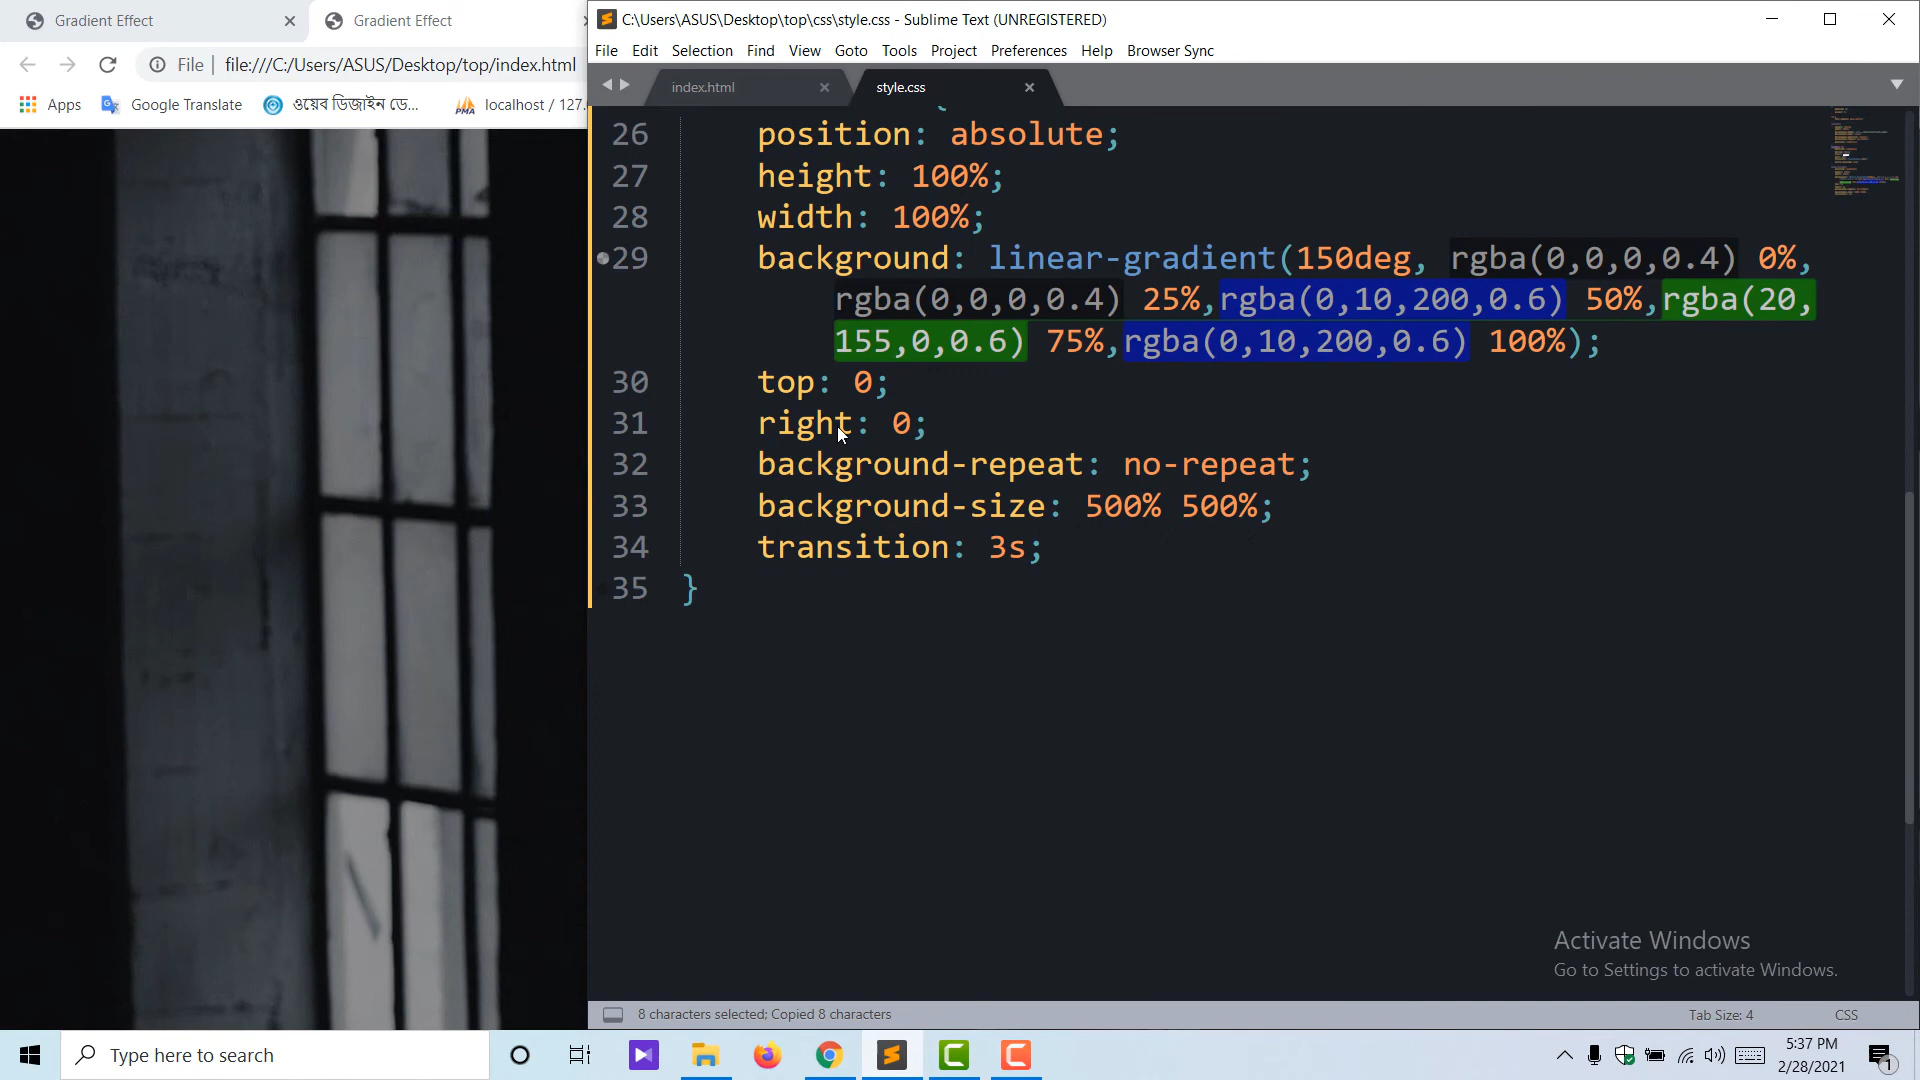 Gradient Effect
Gradient Effect
File
file:///C:/Users/ASUS/Desktop/top/index.html
Apps
Google Translate
ওয়েব ডিজাইন ডে...
PMA
localhost / 127.
C:\Users\ASUS\Desktop\top\css\style.css - Sublime Text (UNREGISTERED)
File Edit Selection Find View Goto Tools Project Preferences Help Browser Sync
index.html
style.css
26 position: absolute;
27 height: 100%;
28 width: 100%;
29 background: linear-gradient(150deg, rgba(0,0,0,0.4) 0%,
rgba(0,0,0,0.4) 25%,rgba(0,10,200,0.6) 50%,rgba(20,
155,0,0.6) 75%,rgba(0,10,200,0.6) 100%);
30 top: 0;
31 right: 0;
32 background-repeat: no-repeat;
33 background-size: 500% 500%;
34 transition: 3s;
35 }
Activate Windows
Go to Settings to activate Windows.
8 characters selected; Copied 8 characters
Tab Size: 4
CSS
Type here to search
5:37 PM
2/28/2021
1